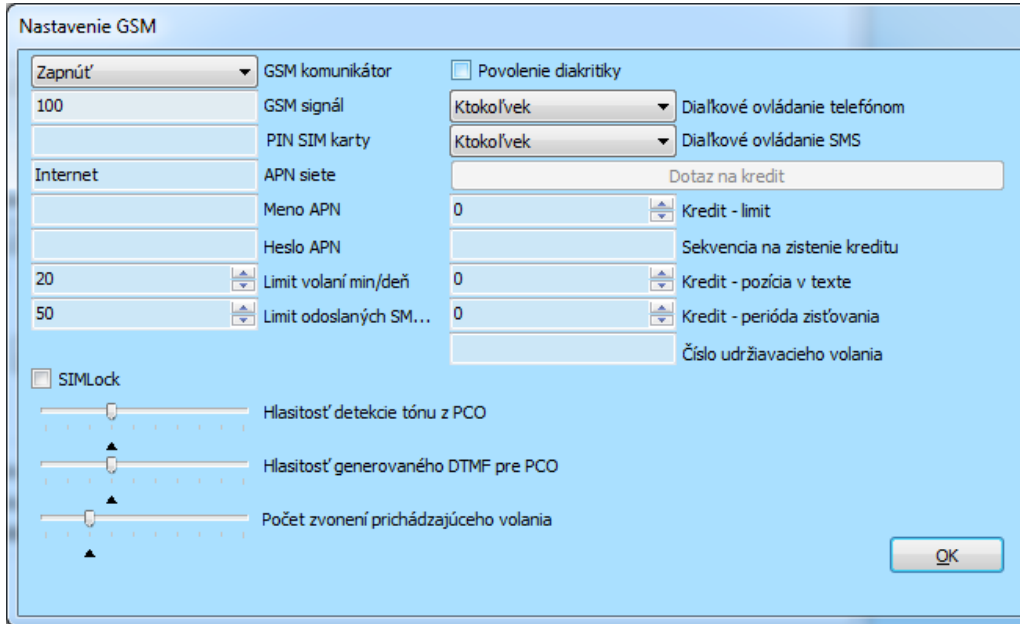 Nastavenie GSM
Zapnúť GSM komunikátor Povolenie diakritiky
100 GSM signál Ktokoľvek Diaľkové ovládanie telefónom
PIN SIM karty Ktokoľvek Diaľkové ovládanie SMS
Internet APN siete Dotaz na kredit
Meno APN 0 Kredit - limit
Heslo APN Sekvencia na zistenie kreditu
20 Limit volaní min/deň 0 Kredit - pozícia v texte
50 Limit odoslaných SM... 0 Kredit - perióda zisťovania
Číslo udržiavacieho volania
SIMLock
Hlasitosť detekcie tónu z PCO
Hlasitosť generovaného DTMF pre PCO
Počet zvonení prichádzajúceho volania
OK